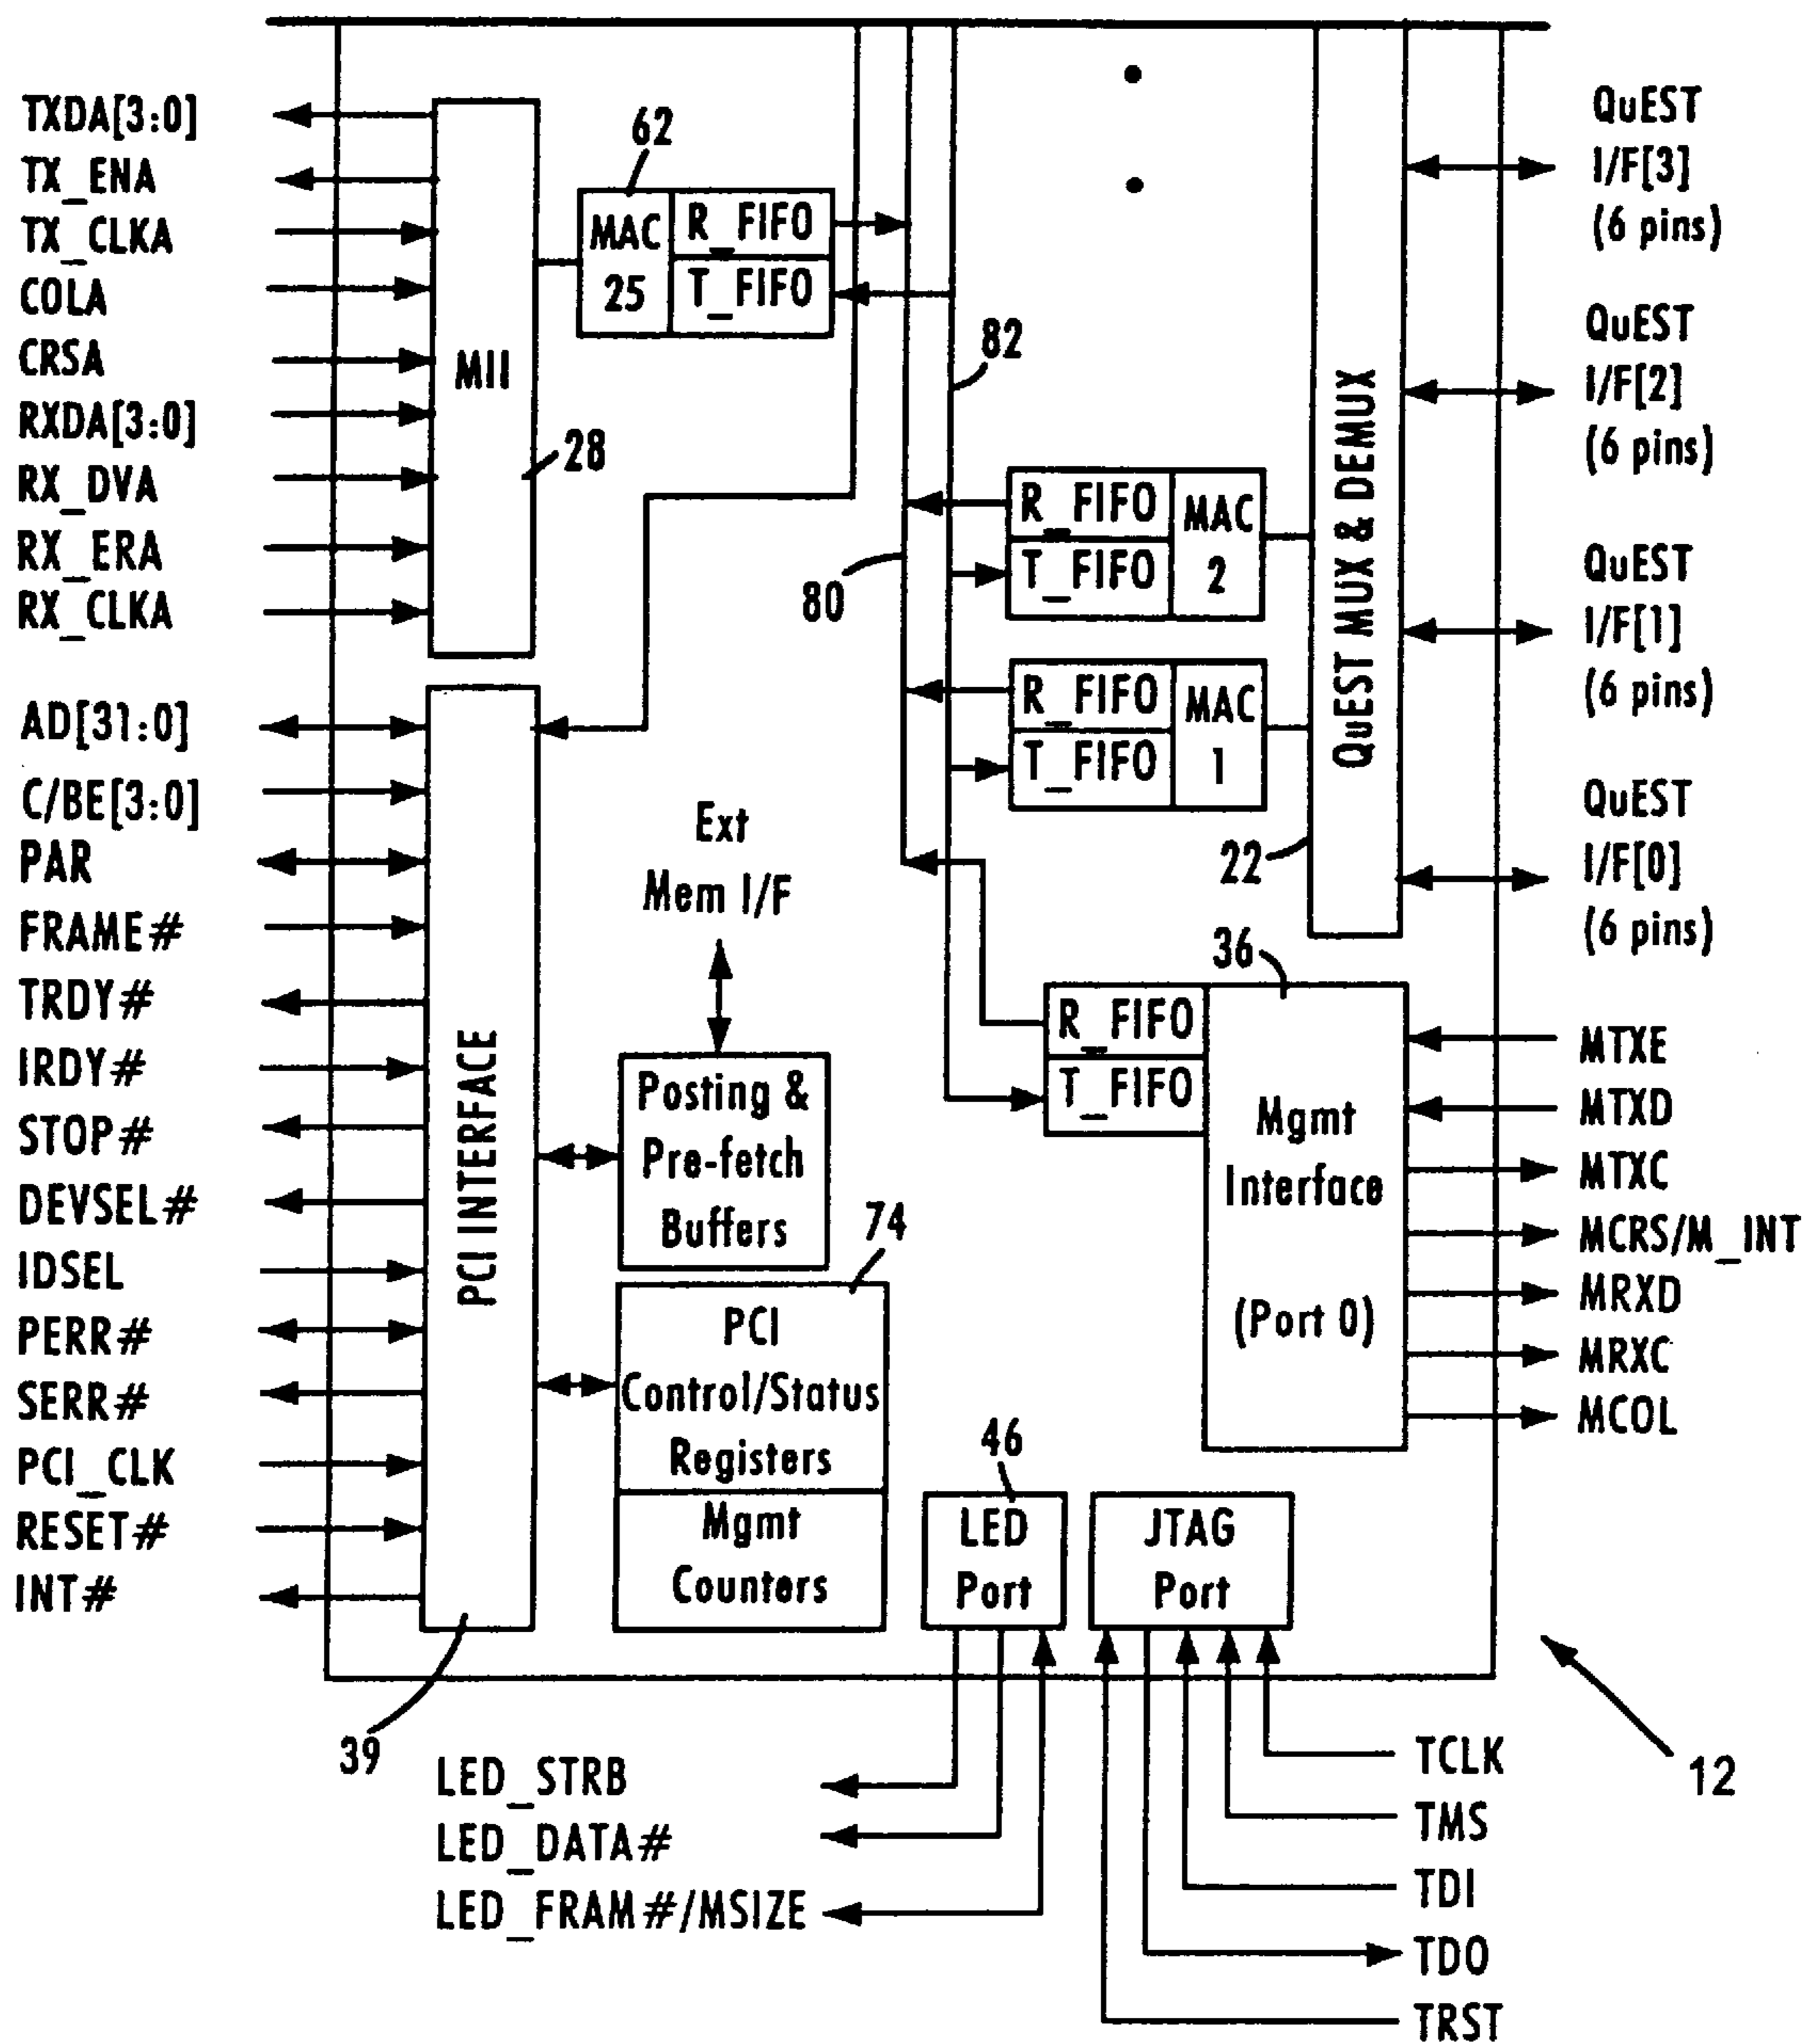 TXDA[3:0]
TX_ENA
TX_CLKA
COLA
CRSA
RXDA[3:0]
RX_DVA
RX_ERA
RX_CLKA
MII
28
62
MAC
25
R_FIFO
T_FIFO
82
80
R_FIFO
T_FIFO
MAC
2
R_FIFO
T_FIFO
MAC
1
QuEST MUX & DEMUX
22
QuEST
I/F[3]
(6 pins)
QuEST
I/F[2]
(6 pins)
QuEST
I/F[1]
(6 pins)
QuEST
I/F[0]
(6 pins)
AD[31:0]
C/BE[3:0]
PAR
FRAME#
TRDY#
IRDY#
STOP#
DEVSEL#
IDSEL
PERR#
SERR#
PCI_CLK
RESET#
INT#
PCI INTERFACE
39
Ext
Mem I/F
Posting &
Pre-fetch
Buffers
74
PCI
Control/Status
Registers
Mgmt
Counters
36
R_FIFO
T_FIFO
Mgmt
Interface
(Port 0)
MTXE
MTXD
MTXC
MCRS/M_INT
MRXD
MRXC
MCOL
46
LED
Port
JTAG
Port
LED_STRB
LED_DATA#
LED_FRAM#/MSIZE
TCLK
TMS
TDI
TDO
TRST
12